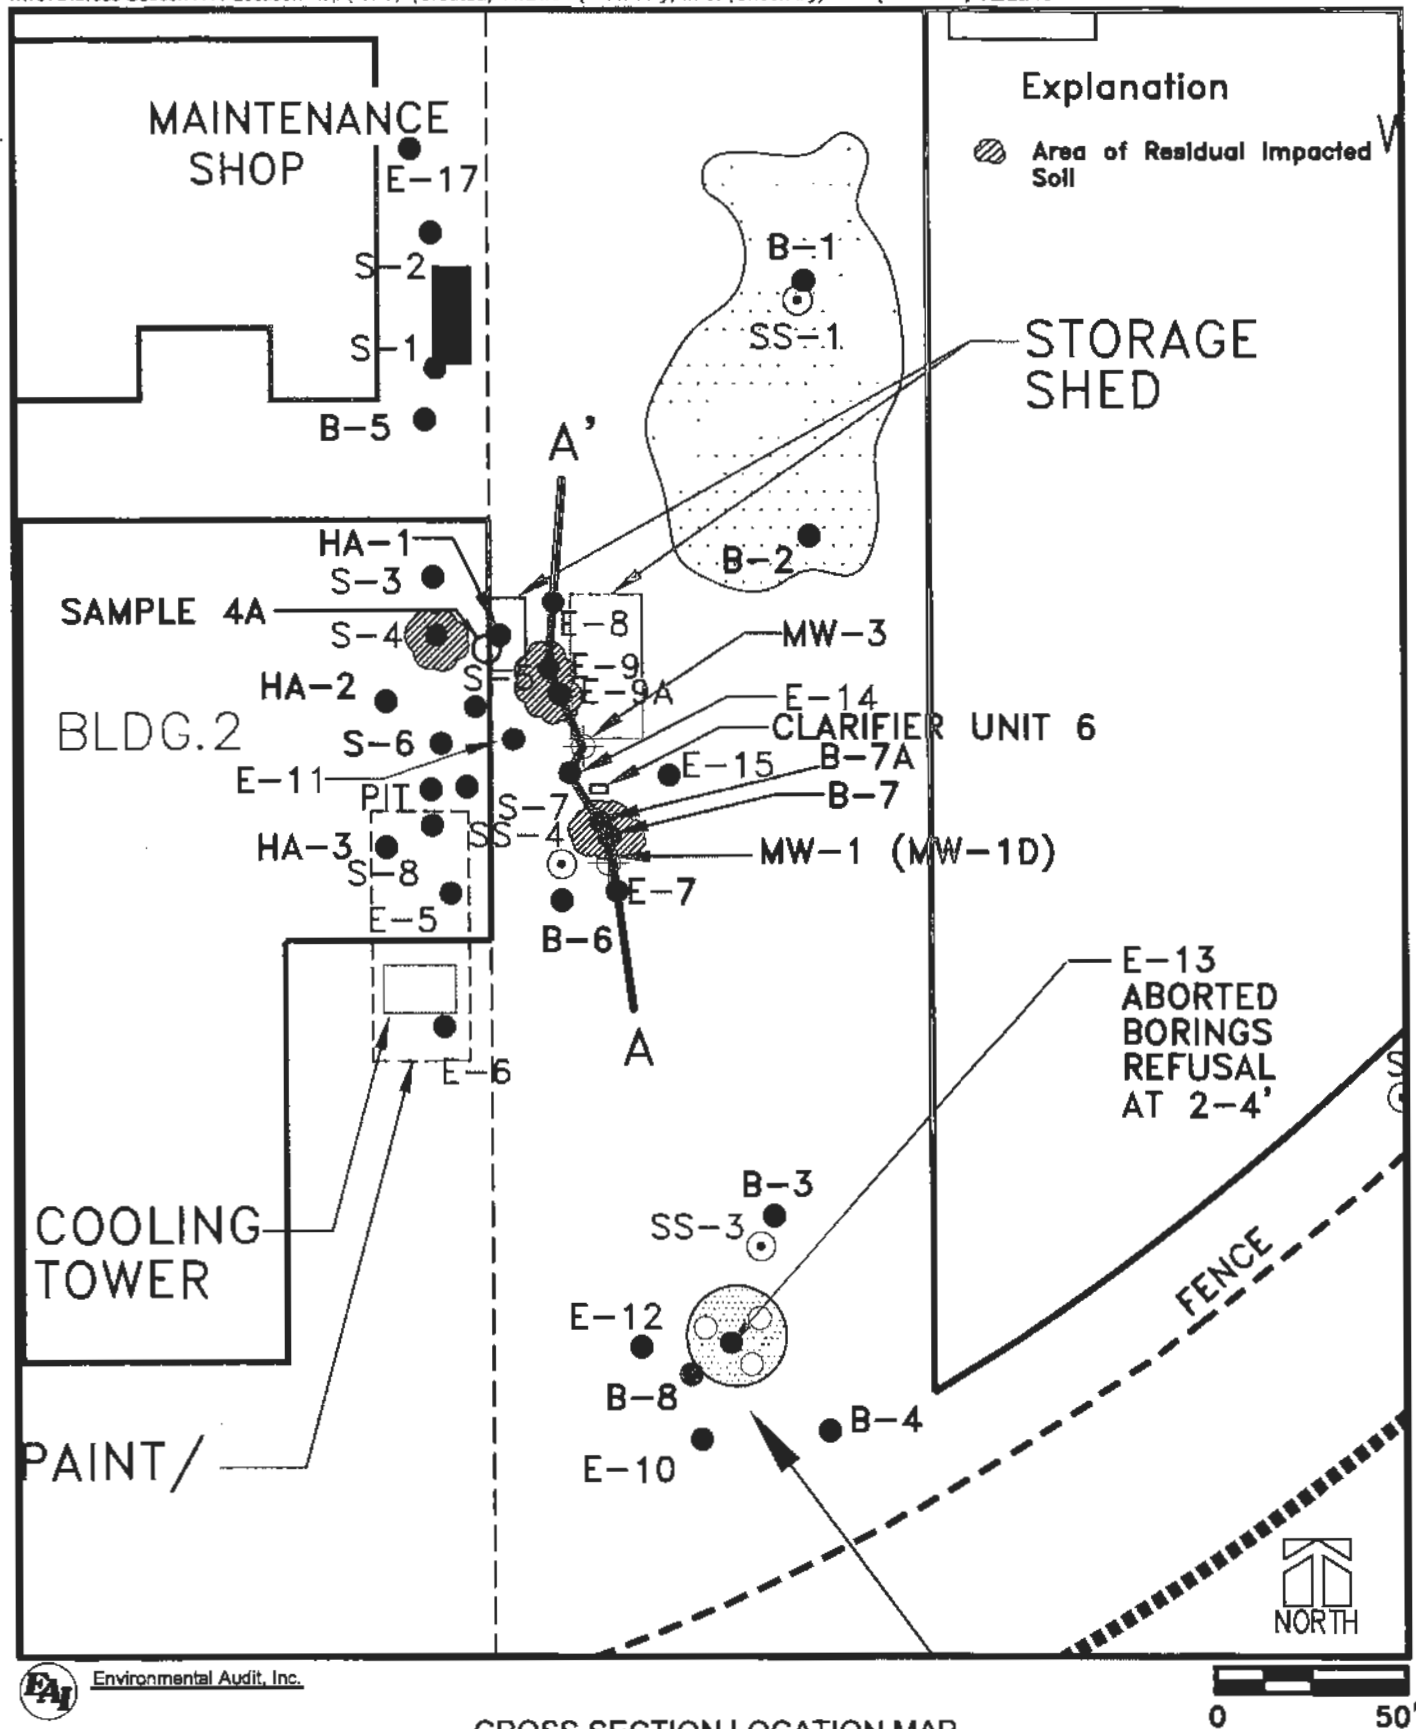 Explanation
Area of Residual Impacted
Soil
MAINTENANCE
SHOP
E-17
S-2
S-1
B-5
B-1
SS-1
B-2
STORAGE
SHED
A'
HA-1
S-3
SAMPLE 4A
S-4
S-5
HA-2
BLDG.2
S-6
E-11
PIT
HA-3
S-8
E-5
E-8
E-9
E-9A
MW-3
E-14
CLARIFIER UNIT 6
E-15
B-7A
B-7
S-7
SS-4
MW-1 (MW-1D)
E-7
B-6
A
E-6
E-13
ABORTED
BORINGS
REFUSAL
AT 2-4'
S
COOLING
TOWER
PAINT/
B-3
SS-3
E-12
B-8
B-4
E-10
FENCE
NORTH
EAI
Environmental Audit, Inc.
0 50'
CROSS SECTION LOCATION MAP